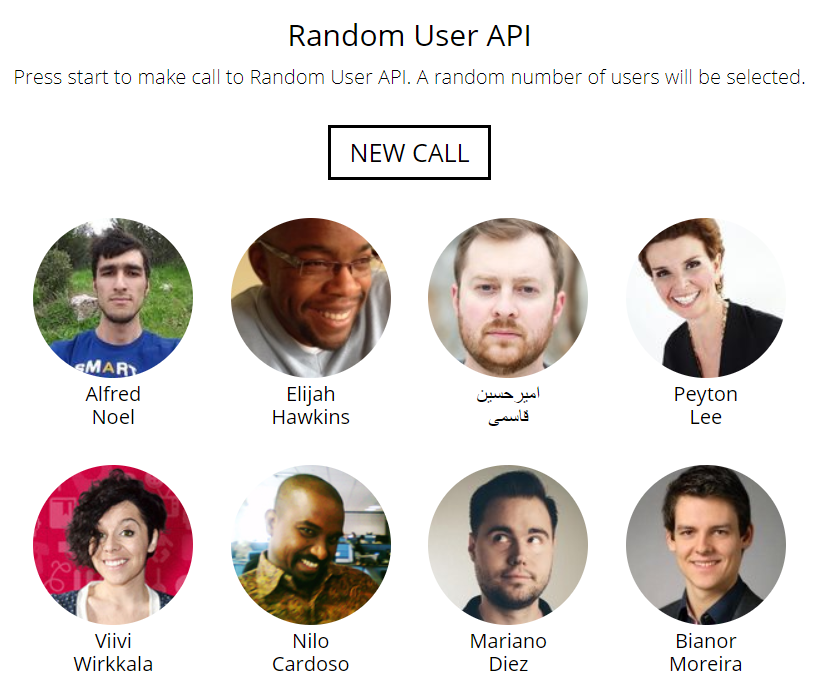 Random User API
Press start to make call to Random User API. A random number of users will be selected.
NEW CALL
SMART
Alfred
Noel
Elijah
Hawkins
امیرحسین
قاسمی
Peyton
Lee
Viivi
Wirkkala
Nilo
Cardoso
Mariano
Diez
Bianor
Moreira